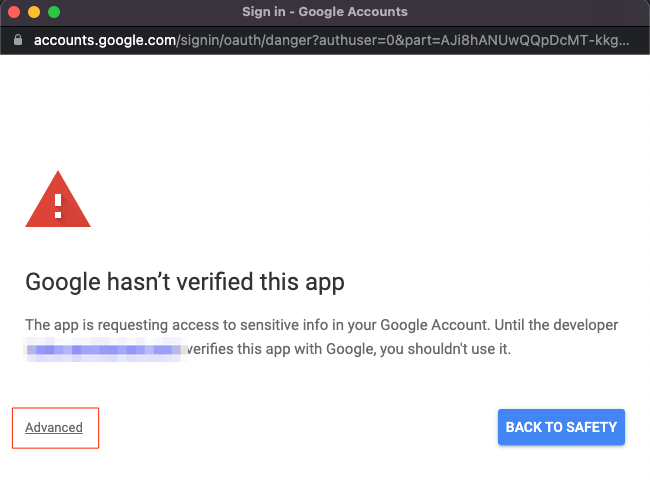 Sign in - Google Accounts
accounts.google.com/signin/oauth/danger?authuser=0&part=AJi8hANUwQQpDcMT-kkg...
Google hasn’t verified this app
The app is requesting access to sensitive info in your Google Account. Until the developer
verifies this app with Google, you shouldn't use it.
Advanced
BACK TO SAFETY